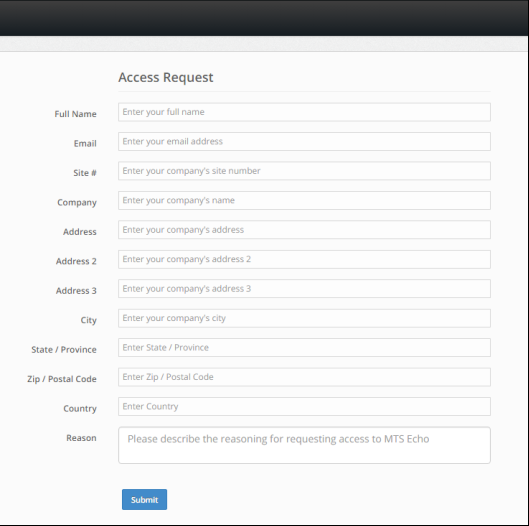 Access Request
Full Name Enter your full name
Email Enter your email address
Site # Enter your company's site number
Company Enter your company's name
Address Enter your company's address
Address 2 Enter your company's address 2
Address 3 Enter your company's address 3
City Enter your company's city
State / Province Enter State / Province
Zip / Postal Code Enter Zip / Postal Code
Country Enter Country
Reason Please describe the reasoning for requesting access to MTS Echo
Submit